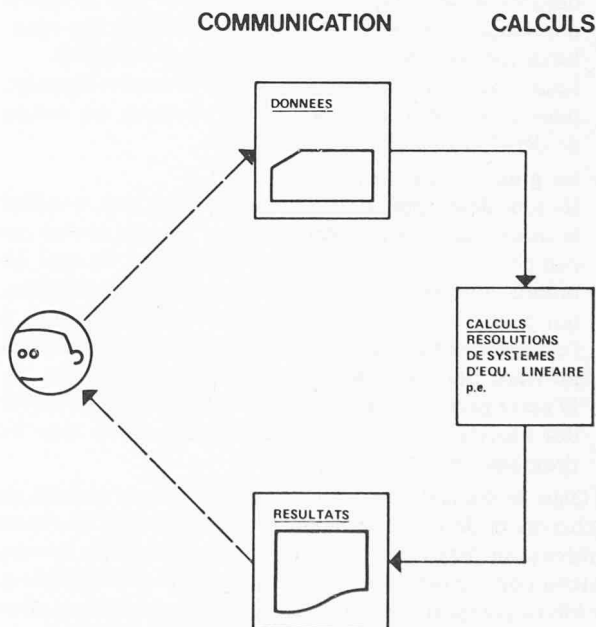 COMMUNICATION CALCULS
DONNEES
CALCULS
RESOLUTIONS
DE SYSTEMES
D'EQU. LINEAIRE
p.e.
RESULTATS